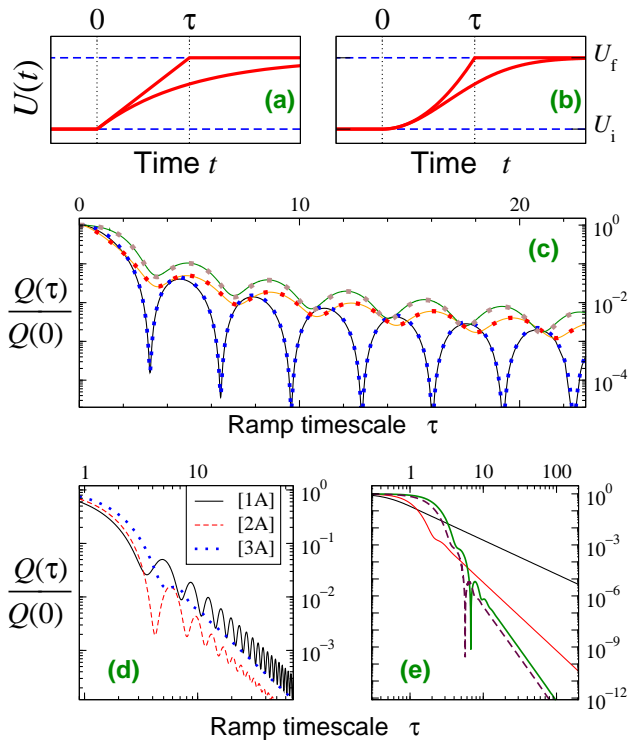 0 τ 0 τ
U(t) (a) (b) U_f
U_i
Time t Time t
0 10 20
10^0
(c)
Q(τ)
Q(0)
10^-2
10^-4
Ramp timescale τ
1 10 1 10 100
[1A]
[2A]
[3A]
10^0 10^0
10^-1 10^-3
Q(τ)
Q(0)
10^-2 10^-6
10^-3 10^-9
(d) (e)
10^-12
Ramp timescale τ